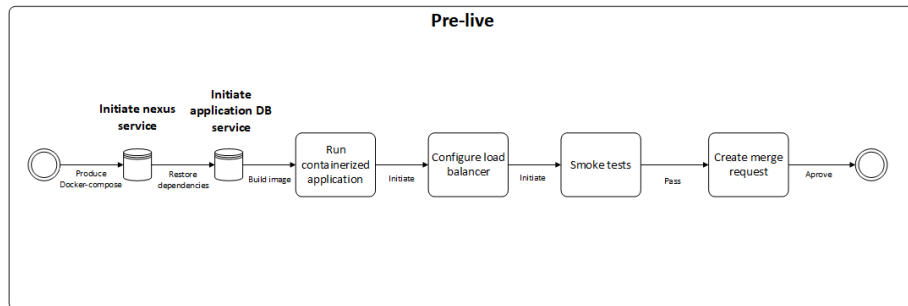 Pre-live
Initiate nexus
service
Initiate
application DB
service
Produce
Docker-compose
Restore
dependencies
Build image
Run
containerized
application
Initiate
Configure load
balancer
Initiate
Smoke tests
Pass
Create merge
request
Aprove